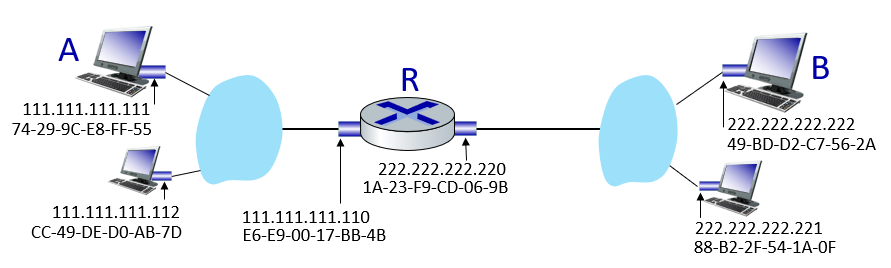 A
R
B
111.111.111.111
74-29-9C-E8-FF-55
222.222.222.222
49-BD-D2-C7-56-2A
222.222.222.220
1A-23-F9-CD-06-9B
111.111.111.112
CC-49-DE-D0-AB-7D
111.111.111.110
E6-E9-00-17-BB-4B
222.222.222.221
88-B2-2F-54-1A-0F